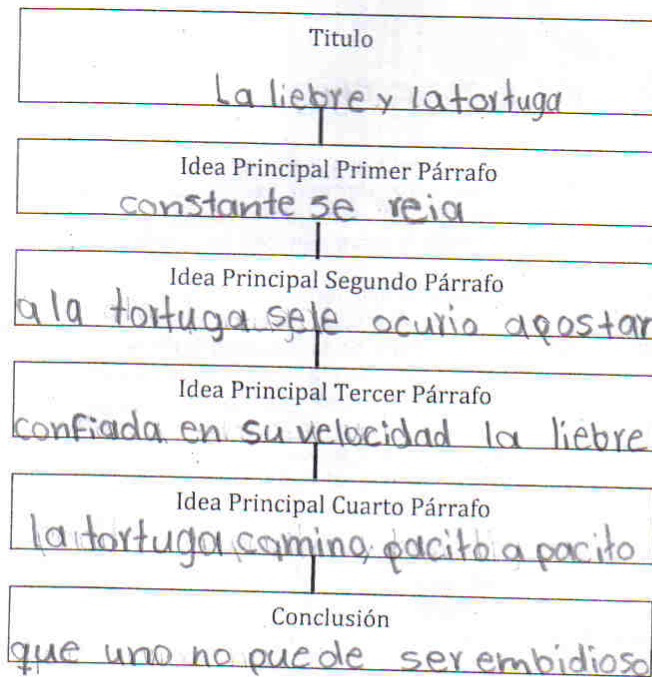 Titulo
La liebre y la tortuga
Idea Principal Primer Párrafo
constante se reia
Idea Principal Segundo Párrafo
a la tortuga sele ocurio apostar
Idea Principal Tercer Párrafo
confiada en su velocidad la liebre
Idea Principal Cuarto Párrafo
la tortuga camino pacito a pacito
Conclusión
que uno no puede ser embidioso